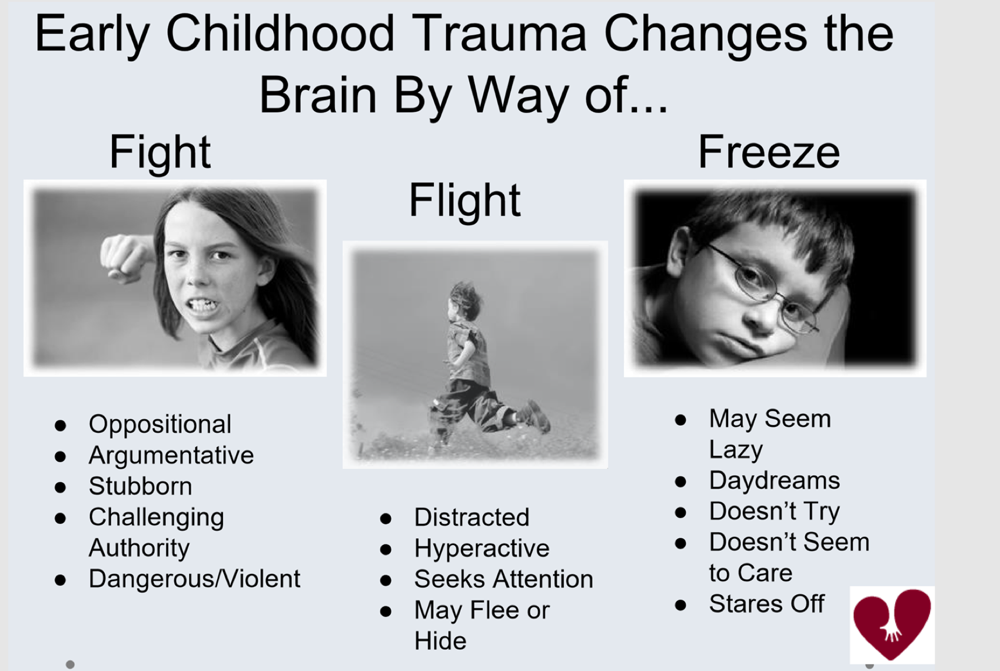 Early Childhood Trauma Changes the
Brain By Way of...
Fight
● Oppositional
● Argumentative
● Stubborn
● Challenging
Authority
● Dangerous/Violent
Flight
● Distracted
● Hyperactive
● Seeks Attention
● May Flee or
Hide
Freeze
● May Seem
Lazy
● Daydreams
● Doesn’t Try
● Doesn’t Seem
to Care
● Stares Off